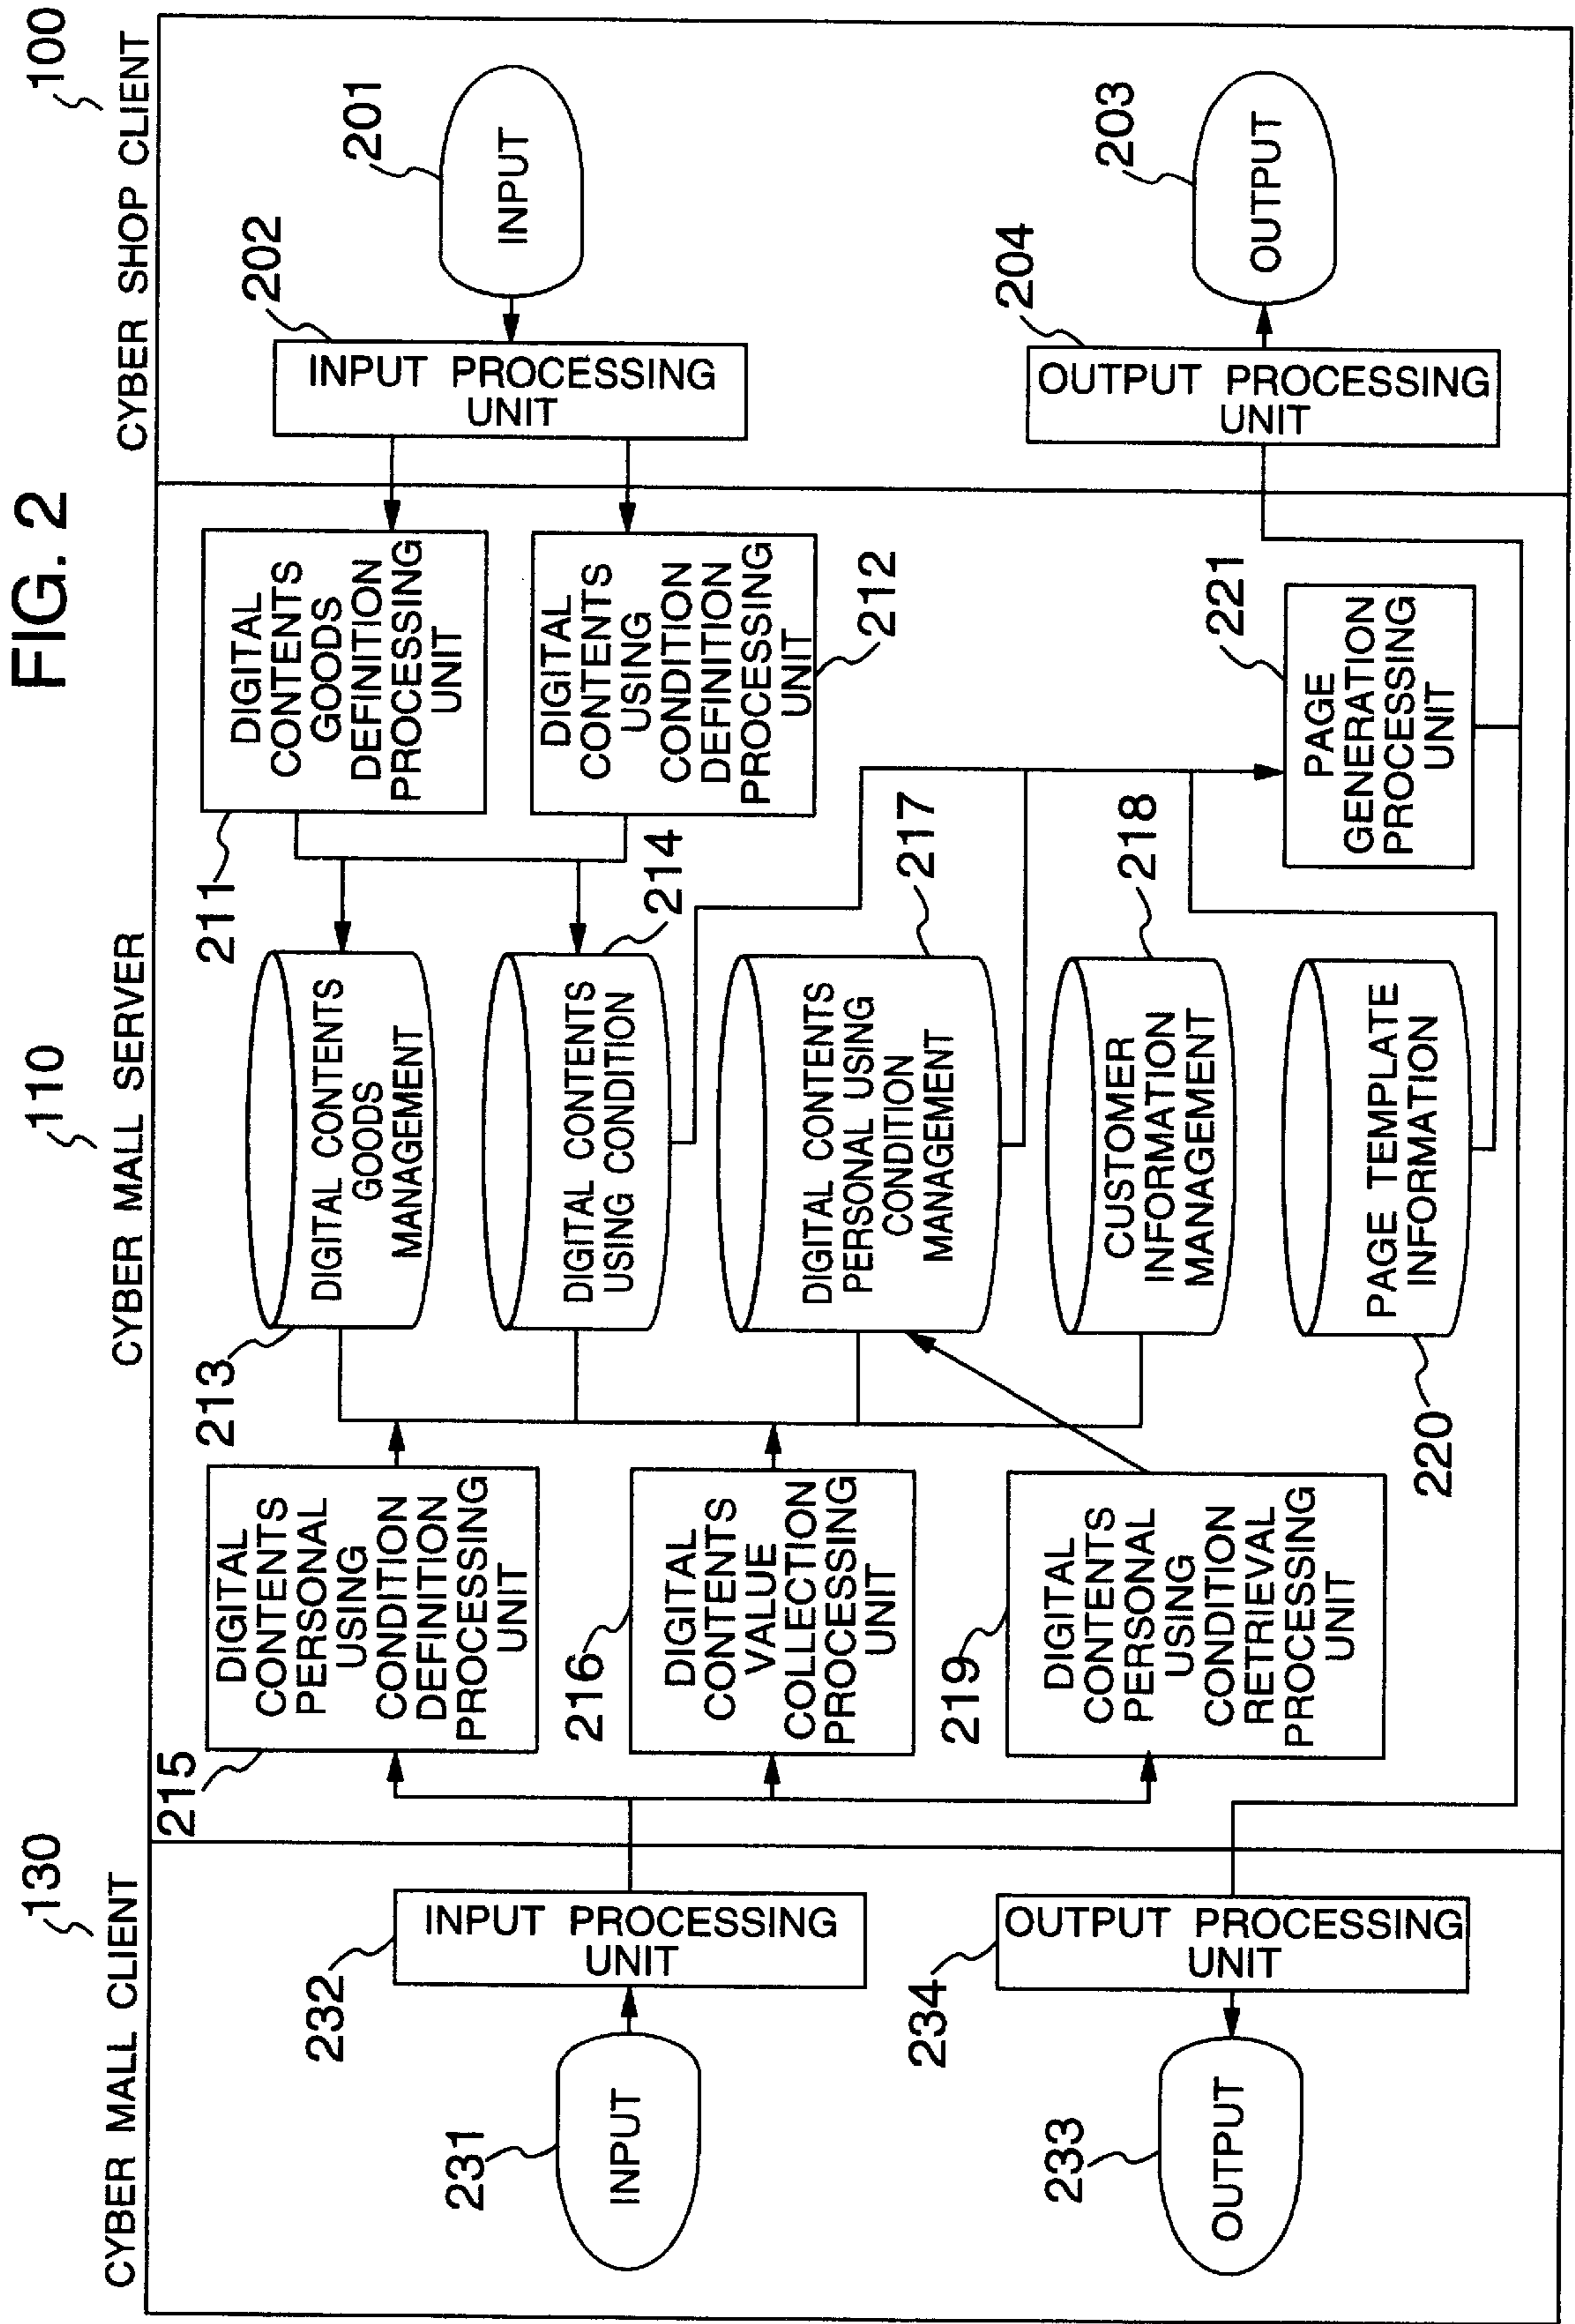 FIG. 2
130
CYBER MALL CLIENT
110
CYBER MALL SERVER
100
CYBER SHOP CLIENT
231
INPUT
232
INPUT PROCESSING
UNIT
233
OUTPUT
234
OUTPUT PROCESSING
UNIT
215
DIGITAL
CONTENTS
PERSONAL
USING
CONDITION
DEFINITION
PROCESSING
UNIT
216
DIGITAL
CONTENTS
VALUE
COLLECTION
PROCESSING
UNIT
219
DIGITAL
CONTENTS
PERSONAL
USING
CONDITION
RETRIEVAL
PROCESSING
UNIT
213
DIGITAL CONTENTS
GOODS
MANAGEMENT
214
DIGITAL CONTENTS
USING CONDITION
217
DIGITAL CONTENTS
PERSONAL USING
CONDITION
MANAGEMENT
218
CUSTOMER
INFORMATION
MANAGEMENT
220
PAGE TEMPLATE
INFORMATION
211
DIGITAL
CONTENTS
GOODS
DEFINITION
PROCESSING
UNIT
212
DIGITAL
CONTENTS
USING
CONDITION
DEFINITION
PROCESSING
UNIT
221
PAGE
GENERATION
PROCESSING
UNIT
202
INPUT PROCESSING
UNIT
201
INPUT
204
OUTPUT PROCESSING
UNIT
203
OUTPUT